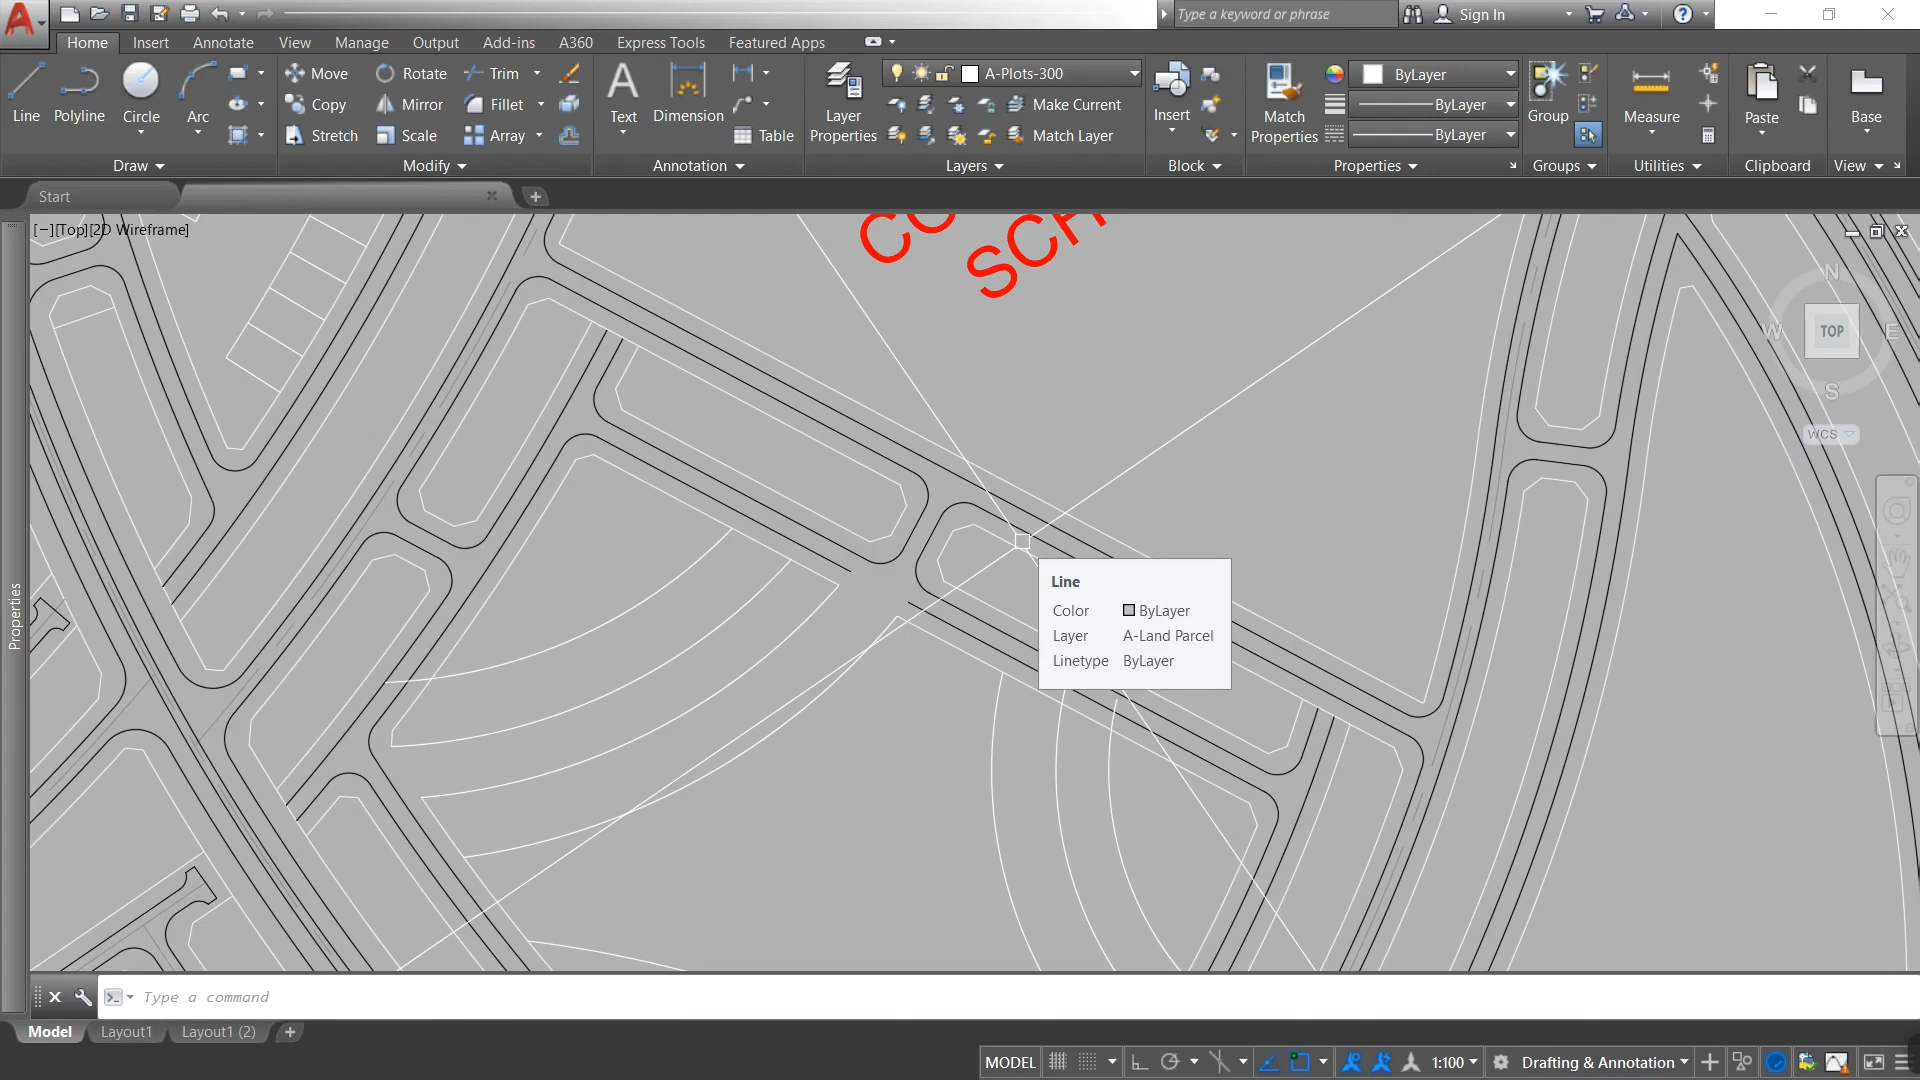 Type a keyword or phrase
Sign In
Home
Insert
Annotate
View
Manage
Output
Add-ins
A360
Express Tools
Featured Apps
Line
Polyline
Circle
Arc
Move
Rotate
Trim
Copy
Mirror
Fillet
Stretch
Scale
Array
Text
Dimension
Table
Layer
Properties
A-Plots-300
Make Current
Match Layer
Insert
Match
Properties
ByLayer
ByLayer
ByLayer
Group
Measure
Paste
Base
Draw
Modify
Annotation
Layers
Block
Properties
Groups
Utilities
Clipboard
View
Start
[−][Top][2D Wireframe]
SCH
N
W
TOP
E
S
WCS
Properties
Line
Color ByLayer
Layer A-Land Parcel
Linetype ByLayer
Type a command
Model
Layout1
Layout1 (2)
MODEL
1:100
Drafting & Annotation